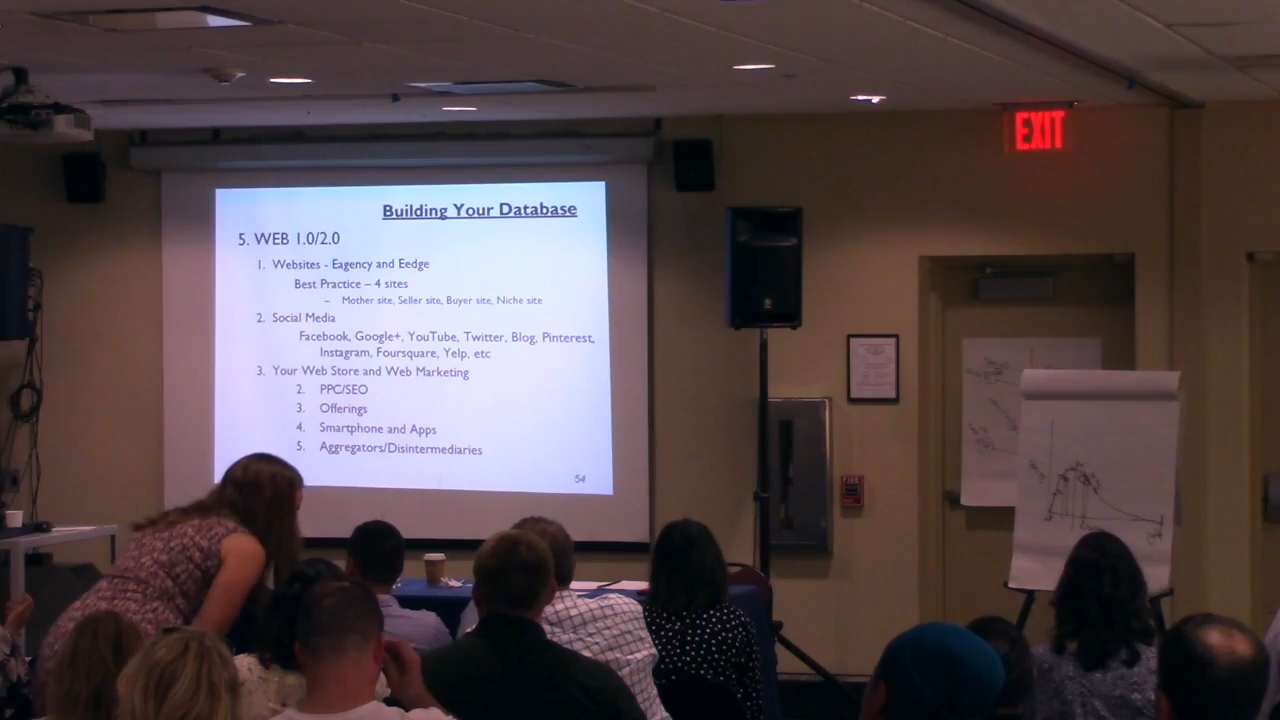 Building Your Database
5. WEB 1.0/2.0
1. Websites - Eagency and Eedge
Best Practice – 4 sites
– Mother site, Seller site, Buyer site, Niche site
2. Social Media
Facebook, Google+, YouTube, Twitter, Blog, Pinterest,
Instagram, Foursquare, Yelp, etc
3. Your Web Store and Web Marketing
2. PPC/SEO
3. Offerings
4. Smartphone and Apps
5. Aggregators/Disintermediaries
54
EXIT
FIRE